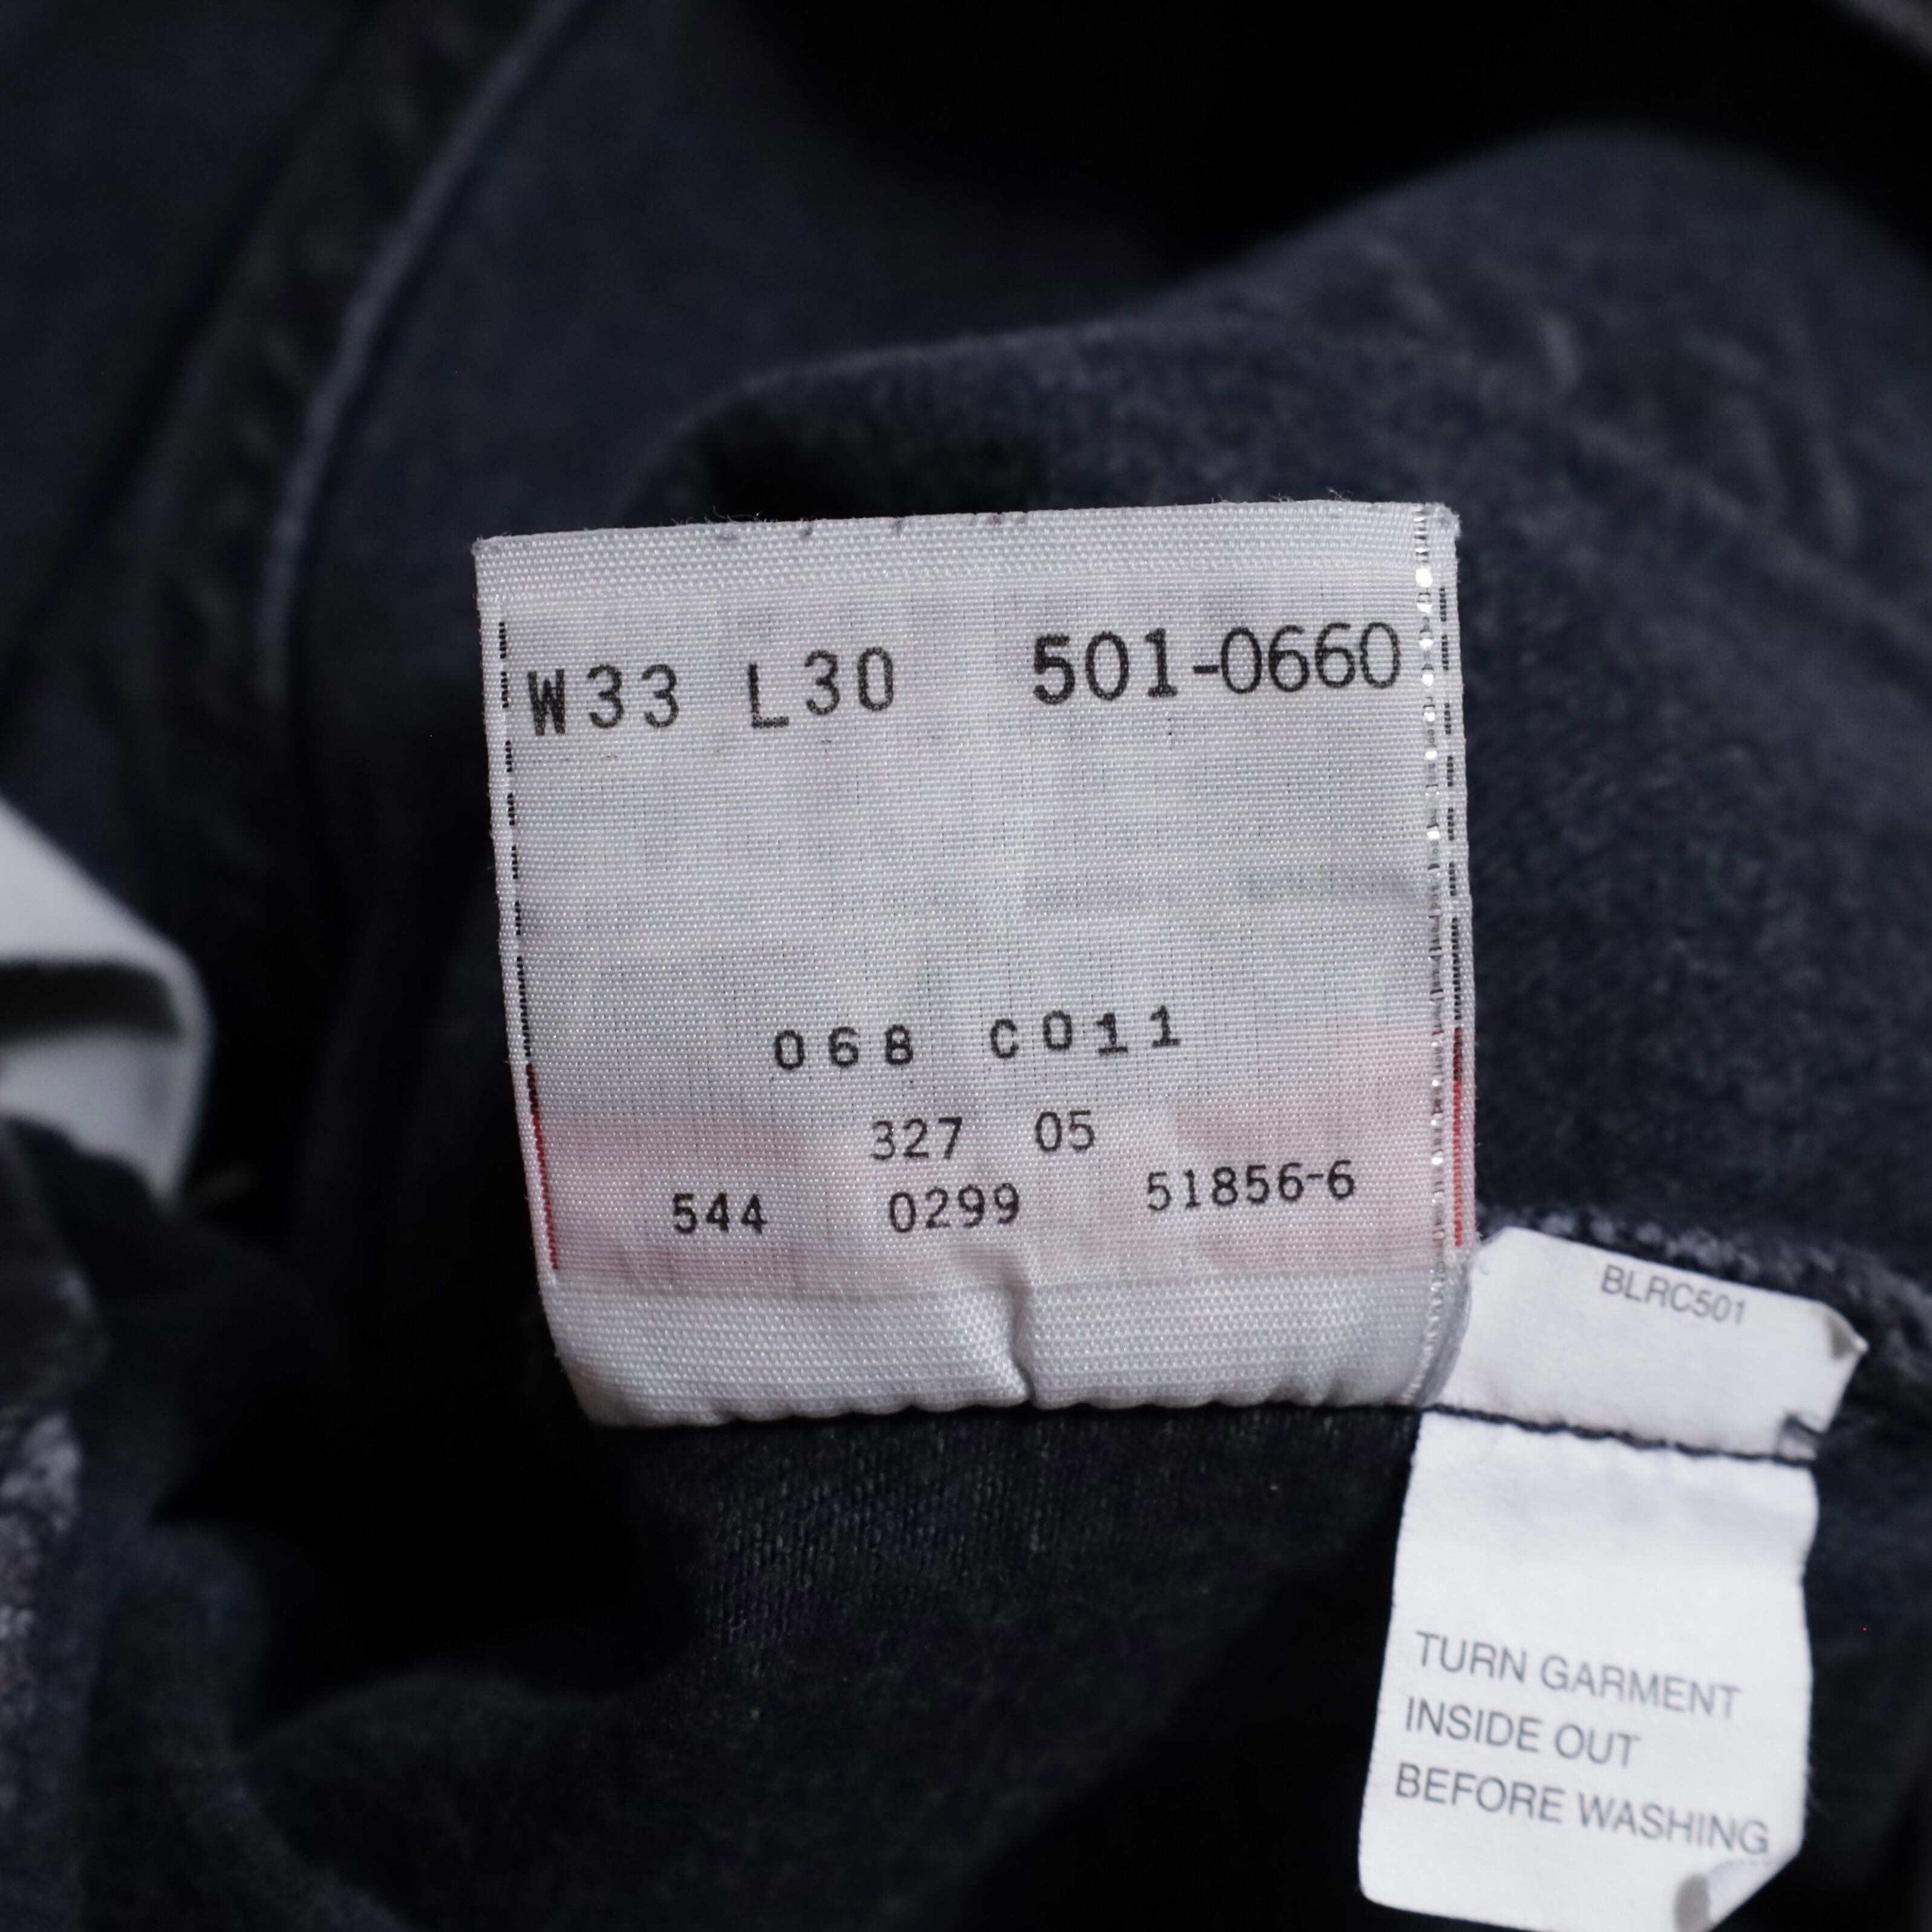 W33 L30 501-0660
068 C011
327 05
544 0299 51856-6
BLRC501
TURN GARMENT
INSIDE OUT
BEFORE WASHING